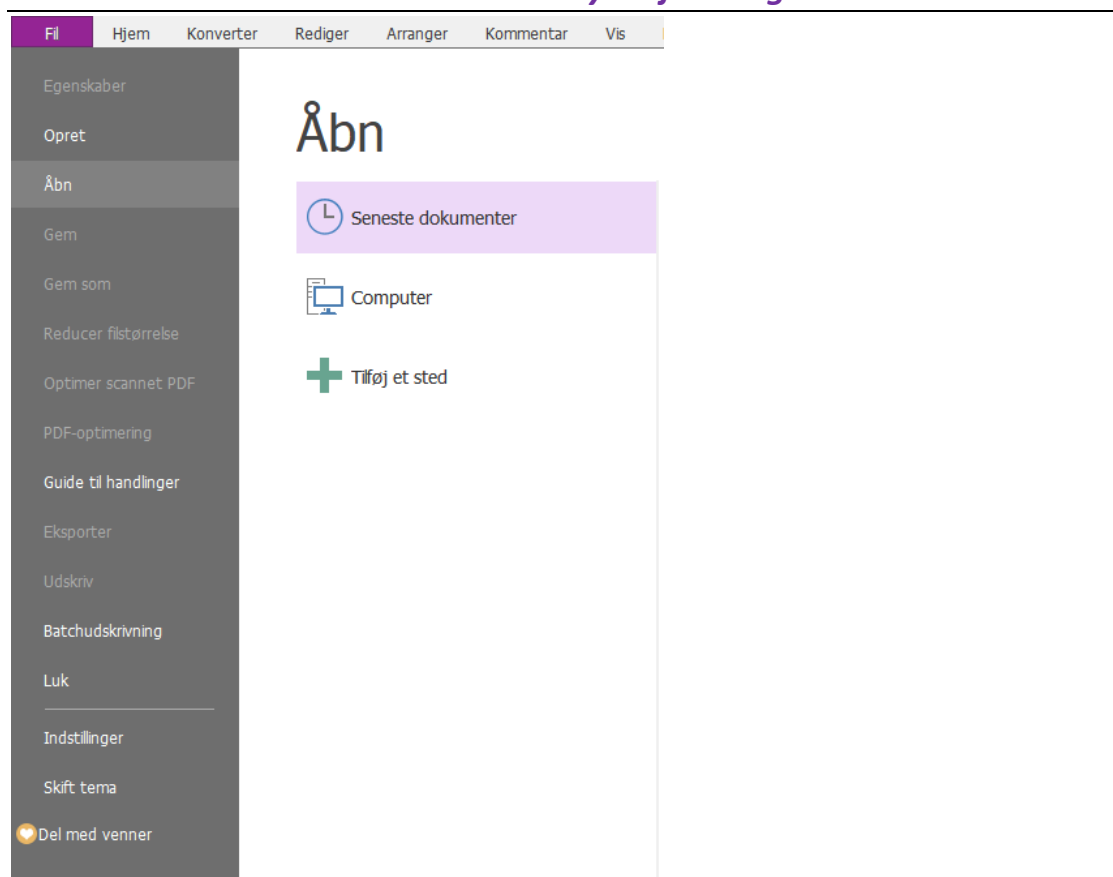 Fil Hjem Konverter Rediger Arranger Kommentar Vis
Egenskaber
Opret
Åbn
Gem
Gem som
Reducer filstørrelse
Optimer scannet PDF
PDF-optimering
Guide til handlinger
Eksporter
Udskriv
Batchudskrivning
Luk
Indstillinger
Skift tema
Del med venner
Åbn
Seneste dokumenter
Computer
Tilføj et sted